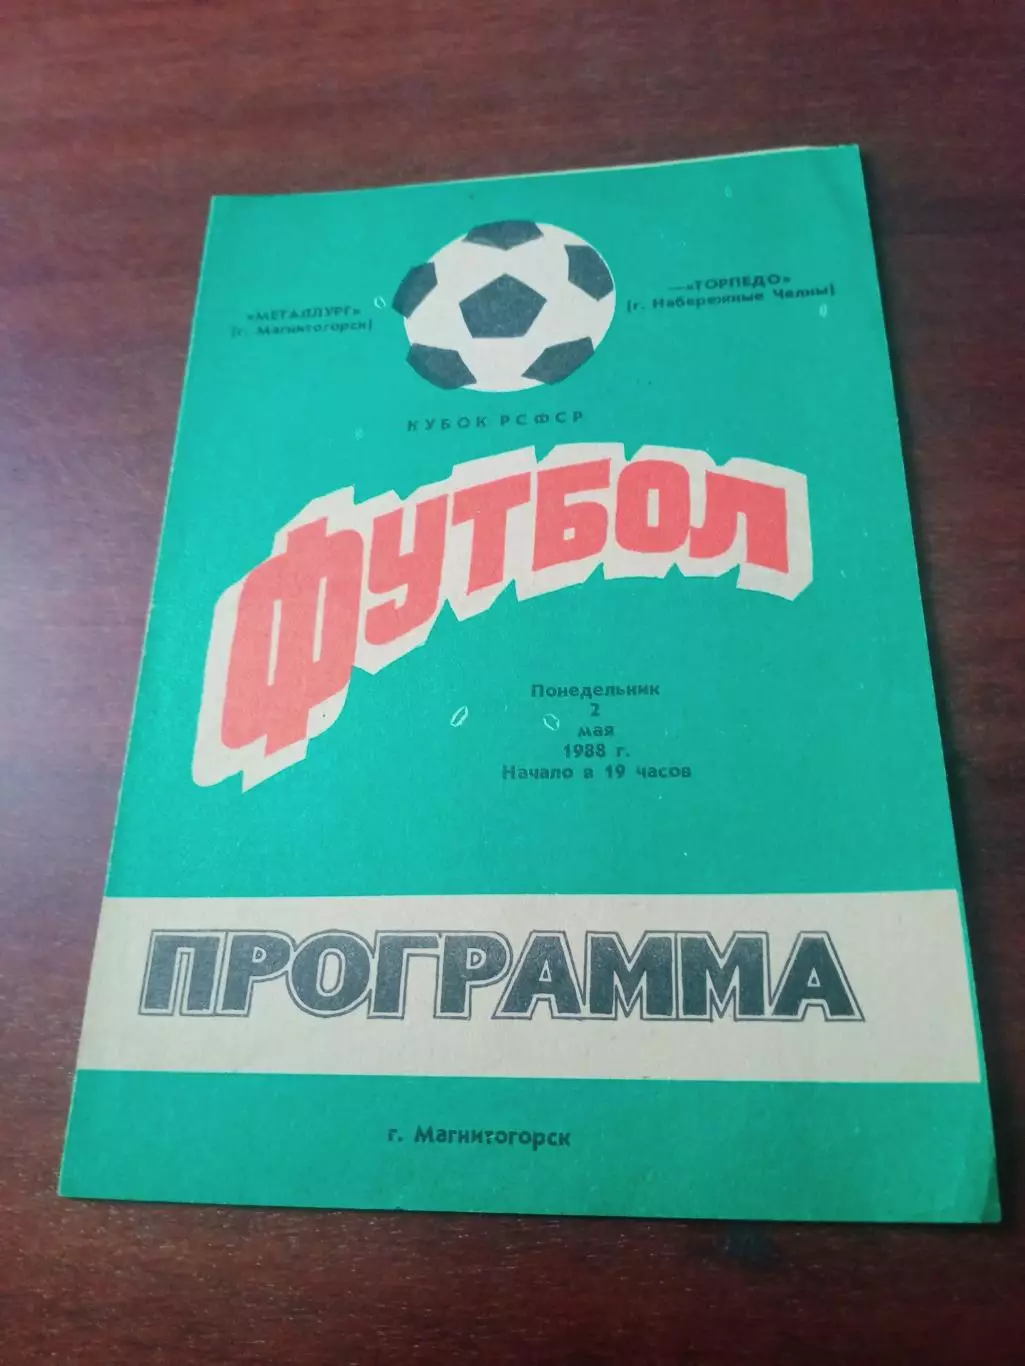 «МЕТАЛЛУРГ»
(г. Магнитогорск)
—«ТОРПЕДО»
(г. Набережные Челны)
КУБОК РСФСР
ФУТБОЛ
Понедельник
2
мая
1988 г.
Начало в 19 часов
ПРОГРАММА
г. Магнитогорск